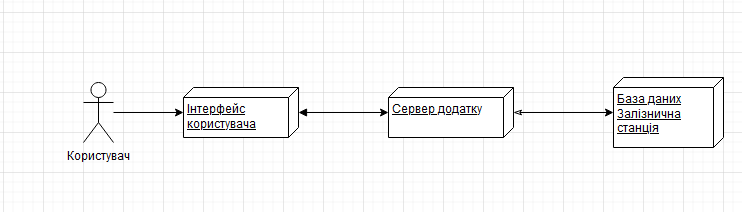 Користувач
Інтерфейс
користувача
Сервер додатку
База даних
Залізнична
станція